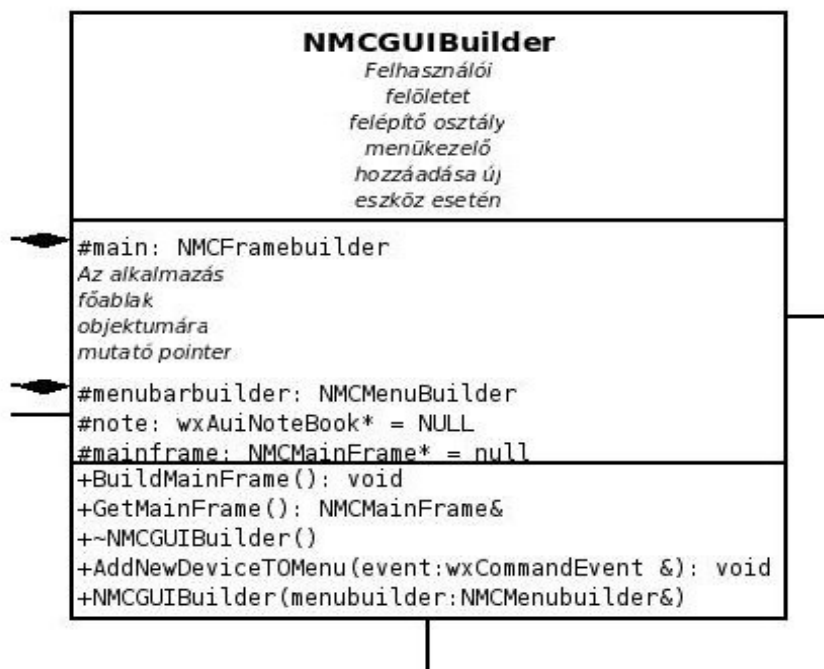 NMCGUIBuilder
Felhasználói
felöletet
felépítő osztály
menükezelő
hozzáadása új
eszköz esetén
#main: NMCFramebuilder
Az alkalmazás
főablak
objektumára
mutató pointer
#menubarbuilder: NMCMenuBuilder
#note: wxAuiNoteBook* = NULL
#mainframe: NMCMainFrame* = null
+BuildMainFrame(): void
+GetMainFrame(): NMCMainFrame&
+~NMCGUIBuilder()
+AddNewDeviceTOMenu(event:wxCommandEvent &): void
+NMCGUIBuilder(menubuilder:NMCMenubuilder&)